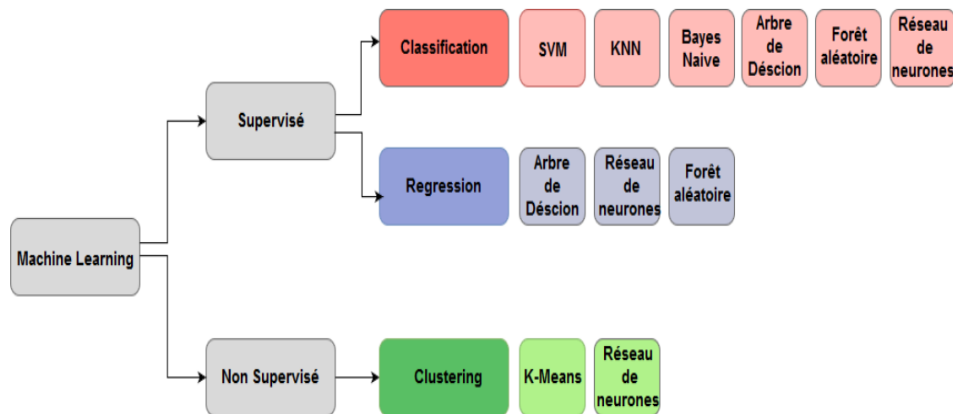 Classification
SVM
KNN
Bayes
Naive
Arbre
de
Déscion
Forêt
aléatoire
Réseau
de
neurones
Supervisé
Regression
Arbre
de
Déscion
Réseau
de
neurones
Forêt
aléatoire
Machine Learning
Non Supervisé
Clustering
K-Means
Réseau
de
neurones